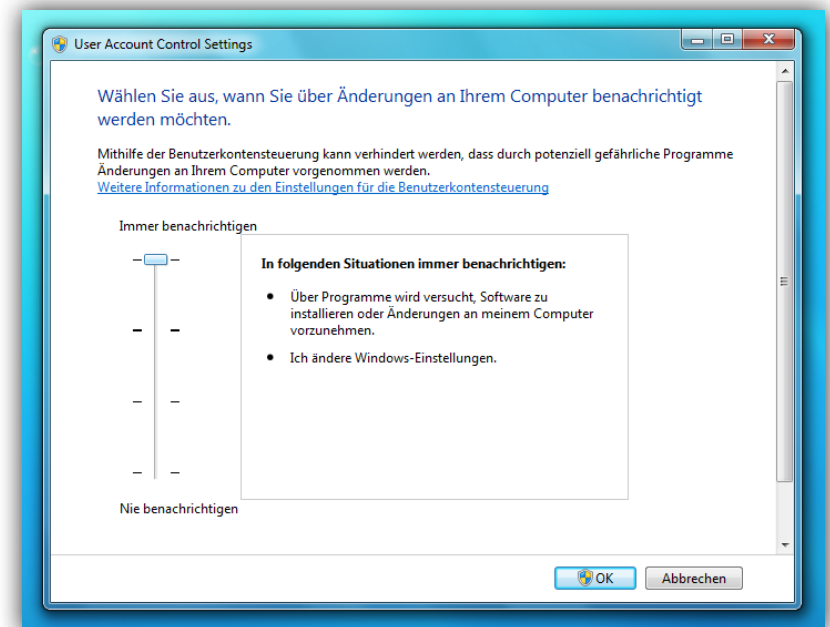 User Account Control Settings
Wählen Sie aus, wann Sie über Änderungen an Ihrem Computer benachrichtigt
werden möchten.
Mithilfe der Benutzerkontensteuerung kann verhindert werden, dass durch potenziell gefährliche Programme
Änderungen an Ihrem Computer vorgenommen werden.
Weitere Informationen zu den Einstellungen für die Benutzerkontensteuerung
Immer benachrichtigen
In folgenden Situationen immer benachrichtigen:
Über Programme wird versucht, Software zu
installieren oder Änderungen an meinem Computer
vorzunehmen.
Ich ändere Windows-Einstellungen.
Nie benachrichtigen
OK
Abbrechen